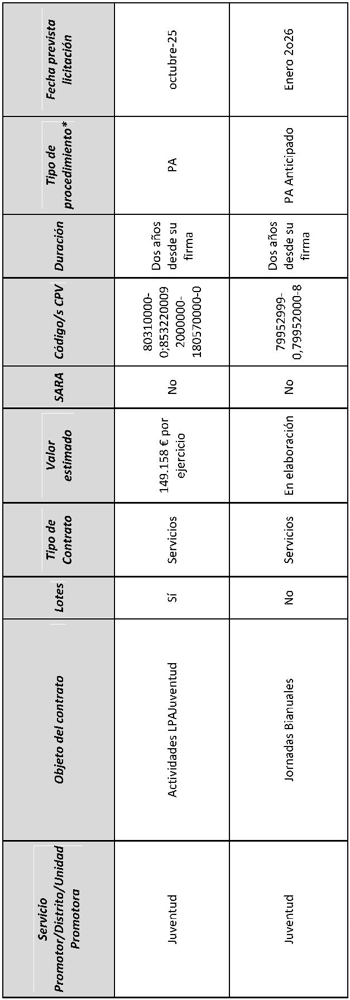 Servicio
Promotor/Distrito/Unidad
Promotora
Objeto del contrato
Lotes
Tipo de
Contrato
Valor
estimado
SARA
Código/s CPV
Duración
Tipo de
procedimiento*
Fecha prevista
licitación
Juventud
Actividades LPAJuventud
Sí
Servicios
149.158 € por
ejercicio
No
80310000-
0;853220009
2000000-
180570000-0
Dos años
desde su
firma
PA
octubre-25
Juventud
Jornadas Bianuales
No
Servicios
En elaboración
No
79952999-
0,79952000-8
Dos años
desde su
firma
PA Anticipado
Enero 2o26